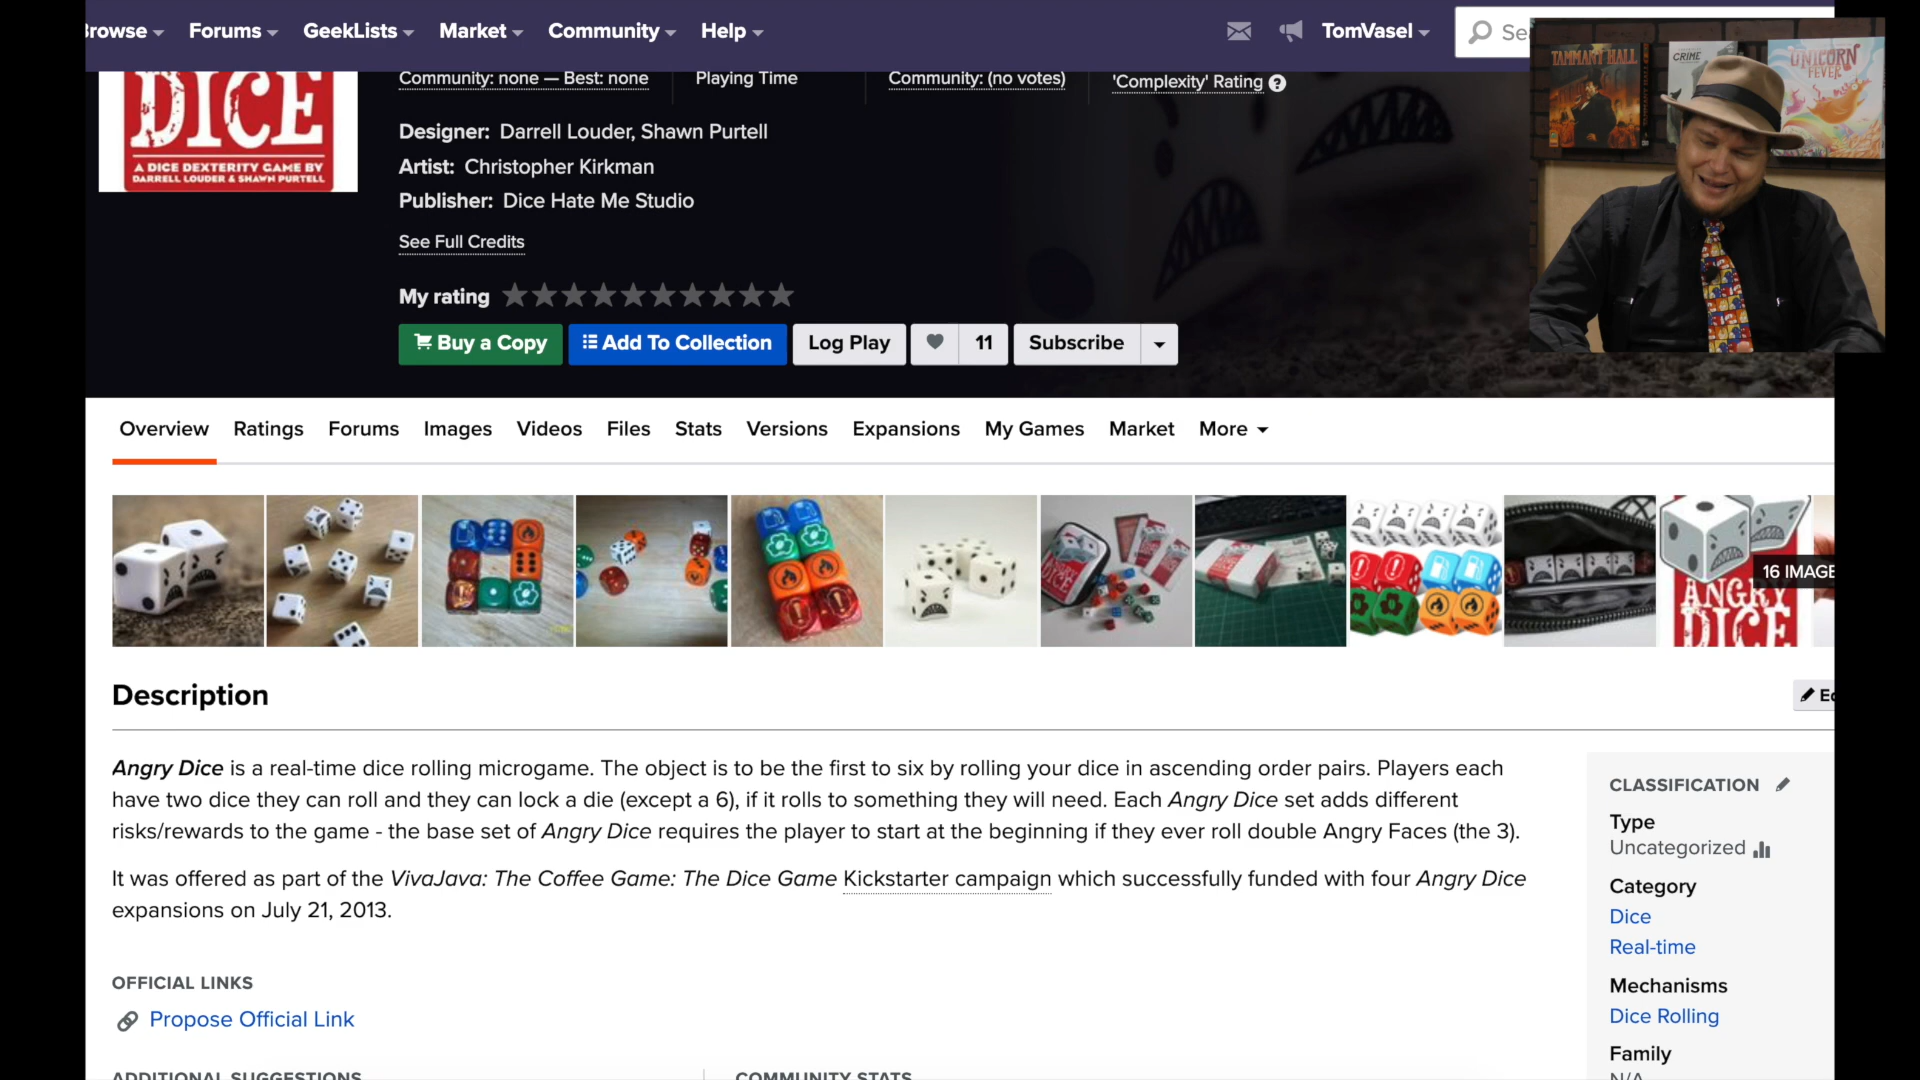 Forums
GeekLists
Market
Community
Help
TomVasel
Community: none — Best: none
Playing Time
Community: (no votes)
'Complexity' Rating
DICE
A DICE DEXTERITY GAME BY
DARRELL LOUDER & SHAWN PURTELL
Designer: Darrell Louder, Shawn Purtell
Artist: Christopher Kirkman
Publisher: Dice Hate Me Studio
See Full Credits
My rating
Buy a Copy
Add To Collection
Log Play
11
Subscribe
TAMMANY HALL
CRIME
UNICORN
FEVER
Overview
Ratings
Forums
Images
Videos
Files
Stats
Versions
Expansions
My Games
Market
More
16 IMAGE
ANGRY
DICE
Description
Angry Dice is a real-time dice rolling microgame. The object is to be the first to six by rolling your dice in ascending order pairs. Players each
have two dice they can roll and they can lock a die (except a 6), if it rolls to something they will need. Each Angry Dice set adds different
risks/rewards to the game - the base set of Angry Dice requires the player to start at the beginning if they ever roll double Angry Faces (the 3).
It was offered as part of the VivaJava: The Coffee Game: The Dice Game Kickstarter campaign which successfully funded with four Angry Dice
expansions on July 21, 2013.
OFFICIAL LINKS
Propose Official Link
ADDITIONAL SUGGESTIONS
COMMUNITY STATS
CLASSIFICATION
Type
Uncategorized
Category
Dice
Real-time
Mechanisms
Dice Rolling
Family
N/A